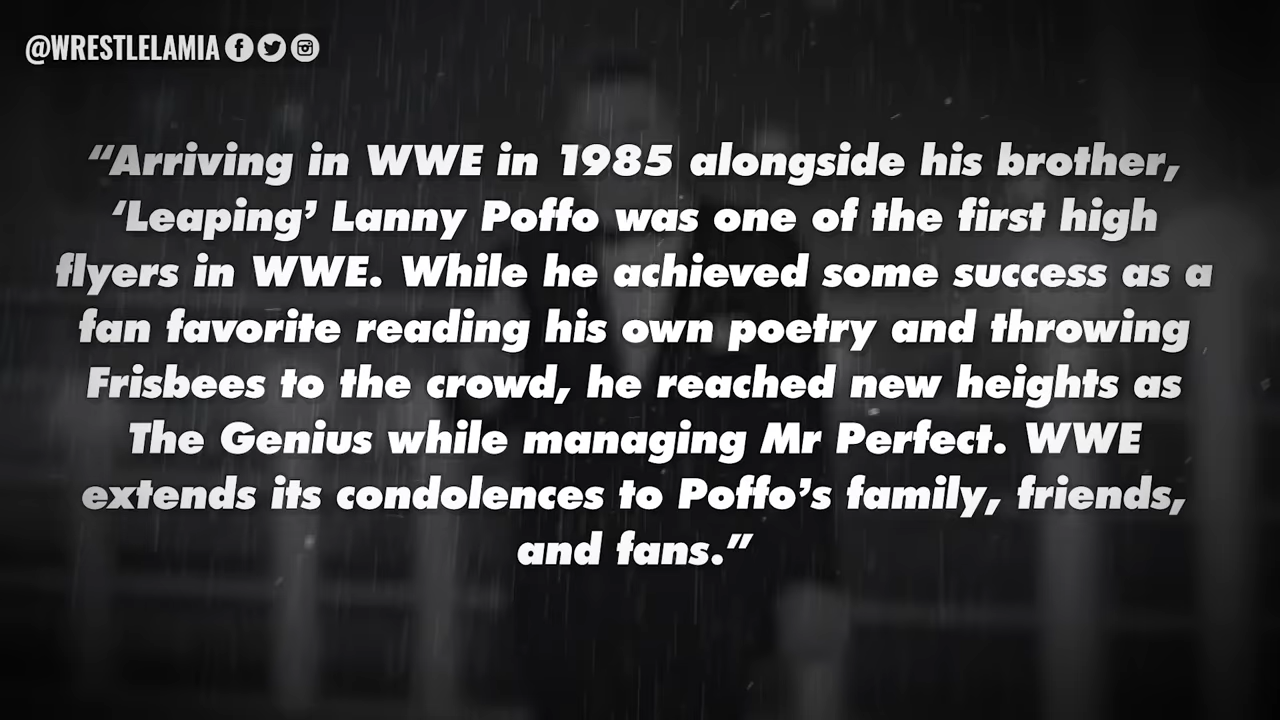 @WRESTLELAMIA
“Arriving in WWE in 1985 alongside his brother,
‘Leaping’ Lanny Poffo was one of the first high
flyers in WWE. While he achieved some success as a
fan favorite reading his own poetry and throwing
Frisbees to the crowd, he reached new heights as
The Genius while managing Mr Perfect. WWE
extends its condolences to Poffo’s family, friends,
and fans.”